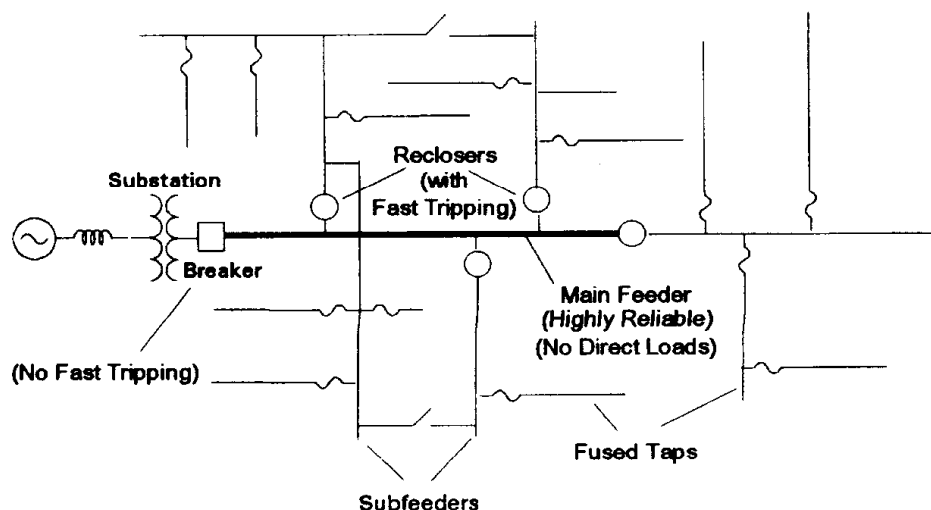 Reclosers
(with
Fast Tripping)
Substation
Breaker
Main Feeder
(Highly Reliable)
(No Direct Loads)
(No Fast Tripping)
Fused Taps
Subfeeders